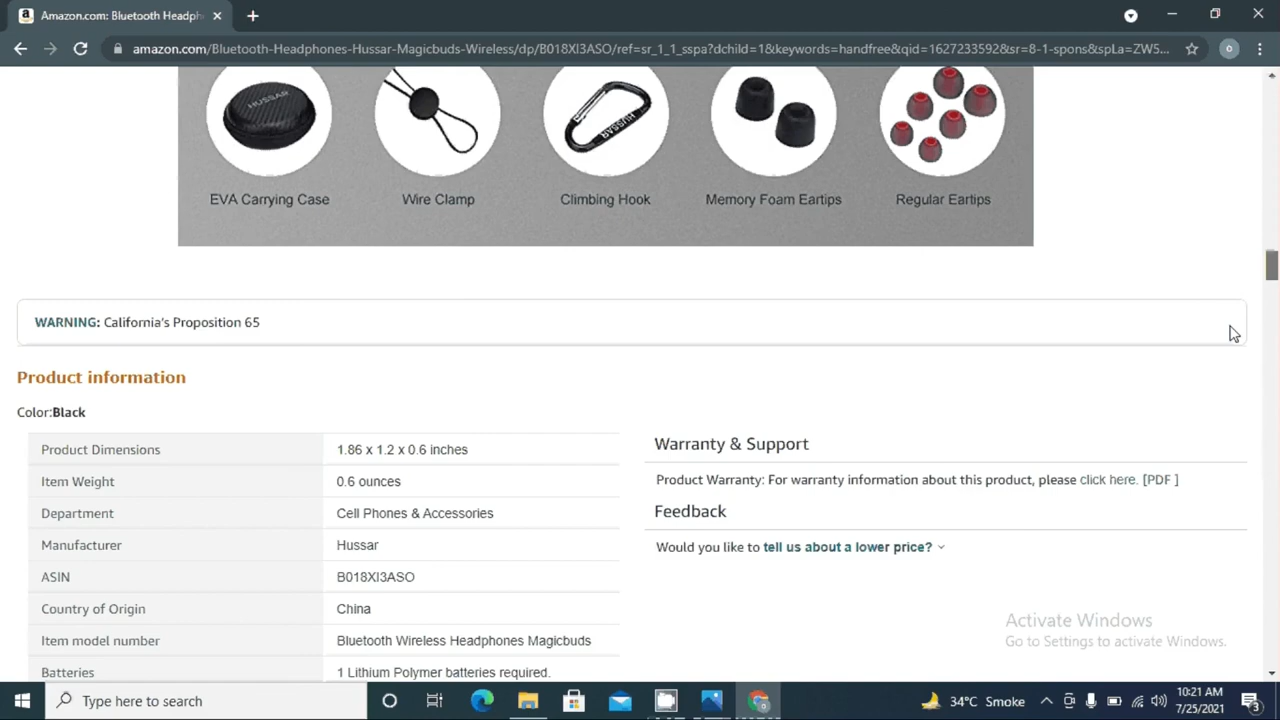 Amazon.com: Bluetooth Headph
amazon.com/Bluetooth-Headphones-Hussar-Magicbuds-Wireless/dp/B018XI3ASO/ref=sr_1_1_sspa?dchild=1&keywords=handfree&qid=1627233592&sr=8-1-spons&spLa=ZW5...
HUSSAR
HUSSAR
EVA Carrying Case
Wire Clamp
Climbing Hook
Memory Foam Eartips
Regular Eartips
WARNING: California's Proposition 65
Product information
Color:Black
Product Dimensions 1.86 x 1.2 x 0.6 inches
Item Weight 0.6 ounces
Department Cell Phones & Accessories
Manufacturer Hussar
ASIN B018XI3ASO
Country of Origin China
Item model number Bluetooth Wireless Headphones Magicbuds
Batteries 1 Lithium Polymer batteries required.
Warranty & Support
Product Warranty: For warranty information about this product, please click here. [PDF ]
Feedback
Would you like to tell us about a lower price?
Activate Windows
Go to Settings to activate Windows.
Type here to search
34°C Smoke
10:21 AM
7/25/2021
3